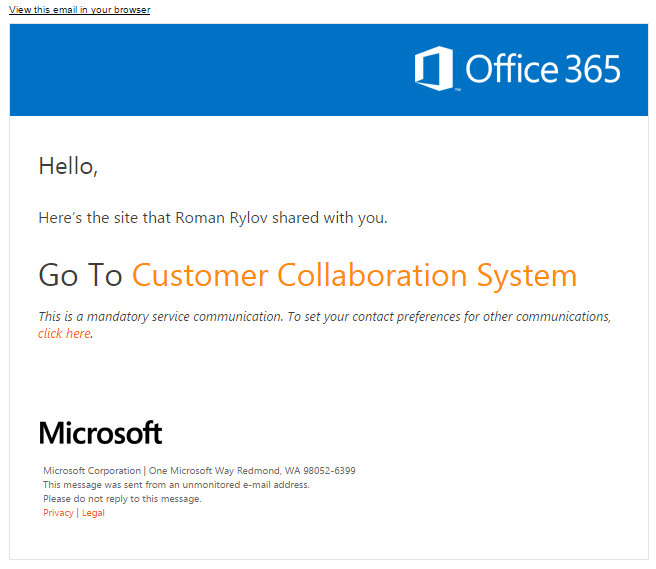 View this email in your browser
Office 365
™
Hello,
Here's the site that Roman Rylov shared with you.
Go To Customer Collaboration System
This is a mandatory service communication. To set your contact preferences for other communications,
click here.
Microsoft
Microsoft Corporation | One Microsoft Way Redmond, WA 98052-6399
This message was sent from an unmonitored e-mail address.
Please do not reply to this message.
Privacy | Legal